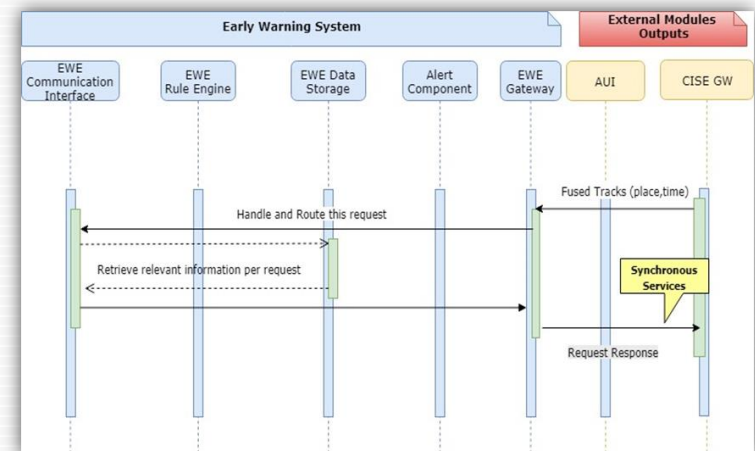 Early Warning System
External Modules
Outputs
EWE
Communication
Interface
EWE
Rule Engine
EWE Data
Storage
Alert
Component
EWE
Gateway
AUI
CISE GW
Fused Tracks (place,time)
Handle and Route this request
Retrieve relevant information per request
Synchronous
Services
Request Response